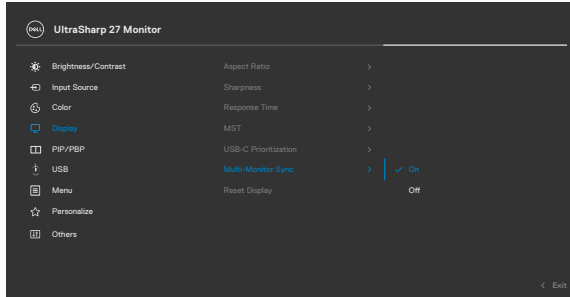 DELL UltraSharp 27 Monitor
Brightness/Contrast Aspect Ratio >
Input Source Sharpness >
Color Response Time >
Display MST >
PIP/PBP USB-C Prioritization >
USB Multi-Monitor Sync > ✓ On
Menu Reset Display Off
Personalize
Others
< Exit